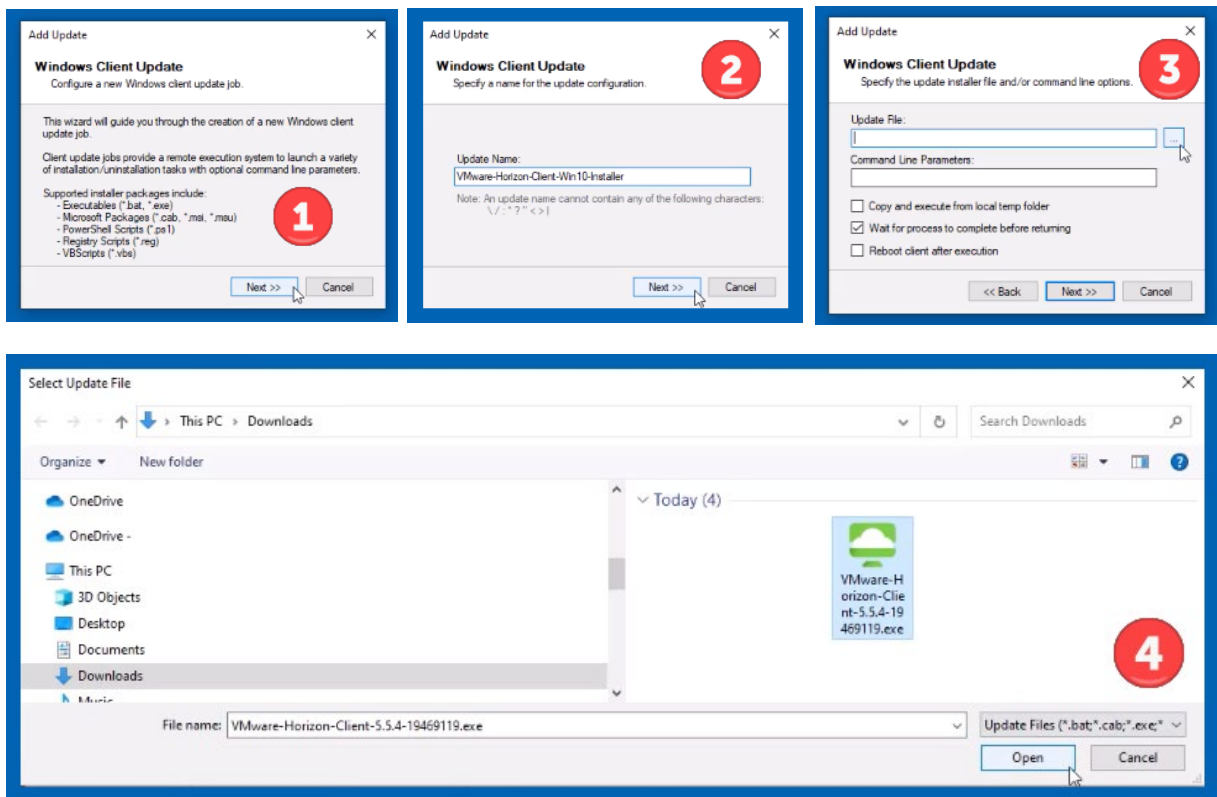 Add Update
Windows Client Update
Configure a new Windows client update job.
This wizard will guide you through the creation of a new Windows client
update job.
Client update jobs provide a remote execution system to launch a variety
of installation/uninstallation tasks with optional command line parameters.
Supported installer packages include:
- Executables (*.bat, *.exe)
- Microsoft Packages (*.cab, *.msi, *.msu)
- PowerShell Scripts (*.ps1)
- Registry Scripts (*.reg)
- VBScripts (*.vbs)
1
Next >>
Cancel
Add Update
2
Windows Client Update
Specify a name for the update configuration.
Update Name:
VMware-Horizon-Client-Win10-Installer
Note: An update name cannot contain any of the following characters:
\/:*?"<>|
Next >>
Cancel
Add Update
3
Windows Client Update
Specify the update installer file and/or command line options.
Update File:
...
Command Line Parameters:
Copy and execute from local temp folder
Wait for process to complete before returning
Reboot client after execution
<< Back
Next >>
Cancel
Select Update File
This PC > Downloads
Search Downloads
Organize
New folder
OneDrive
OneDrive -
This PC
3D Objects
Desktop
Documents
Downloads
Music
Today (4)
VMware-H
orizon-Clie
nt-5.5.4-19
469119.exe
4
File name:
VMware-Horizon-Client-5.5.4-19469119.exe
Update Files (*.bat;*.cab;*.exe;*
Open
Cancel